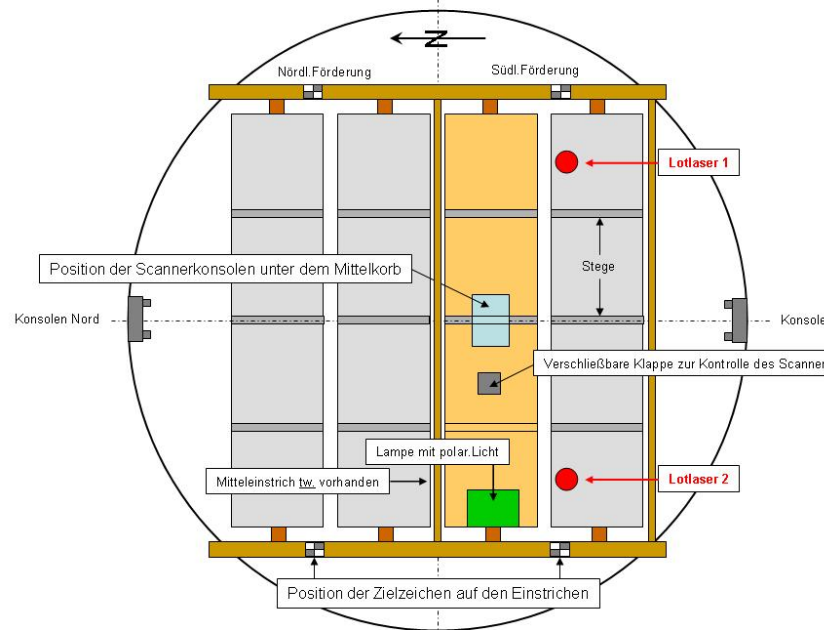 N
Nördl.Förderung
Südl.Förderung
Lotlaser 1
Position der Scannerkonsolen unter dem Mittelkorb
Stege
Konsolen Nord
Konsole
Verschließbare Klappe zur Kontrolle des Scanner
Lampe mit polar.Licht
Mitteleinstrich tw. vorhanden
Lotlaser 2
Position der Zielzeichen auf den Einstrichen